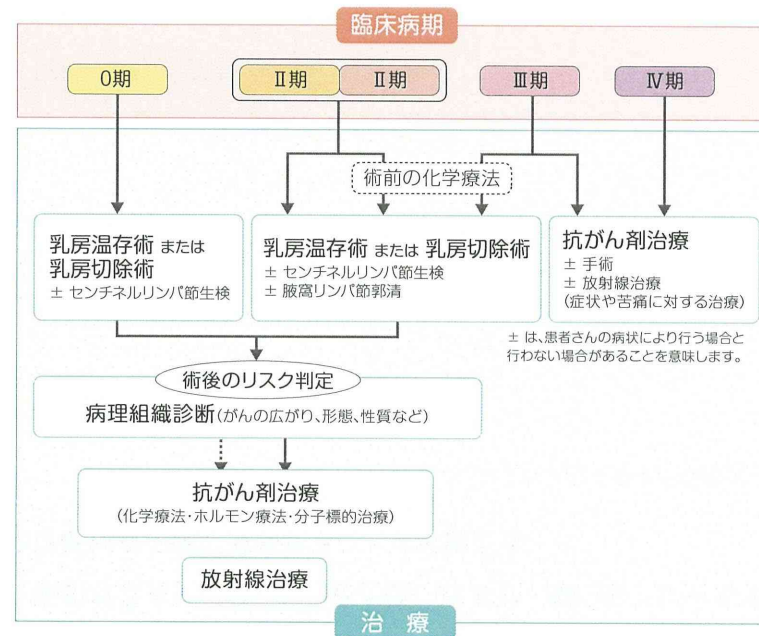 臨床病期
0期
Ⅱ期
Ⅱ期
Ⅲ期
Ⅳ期
術前の化学療法
乳房温存術 または
乳房切除術
± センチネルリンパ節生検
乳房温存術 または 乳房切除術
± センチネルリンパ節生検
± 腋窩リンパ節郭清
抗がん剤治療
± 手術
± 放射線治療
(症状や苦痛に対する治療)
± は、患者さんの病状により行う場合と
行わない場合があることを意味します。
術後のリスク判定
病理組織診断(がんの広がり、形態、性質など)
抗がん剤治療
(化学療法・ホルモン療法・分子標的治療)
放射線治療
治 療